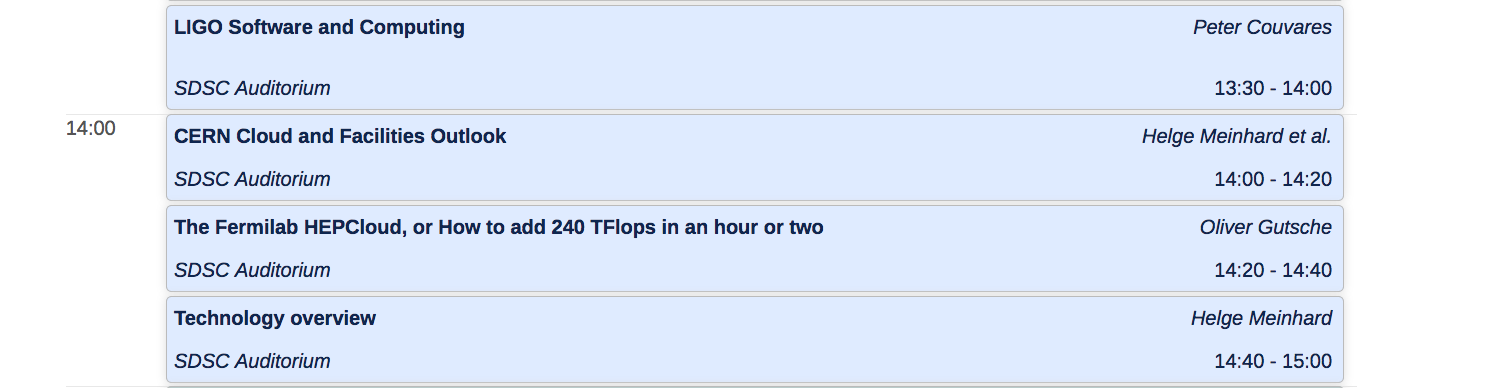 LIGO Software and Computing Peter Couvares
SDSC Auditorium 13:30 - 14:00
14:00
CERN Cloud and Facilities Outlook Helge Meinhard et al.
SDSC Auditorium 14:00 - 14:20
The Fermilab HEPCloud, or How to add 240 TFlops in an hour or two Oliver Gutsche
SDSC Auditorium 14:20 - 14:40
Technology overview Helge Meinhard
SDSC Auditorium 14:40 - 15:00